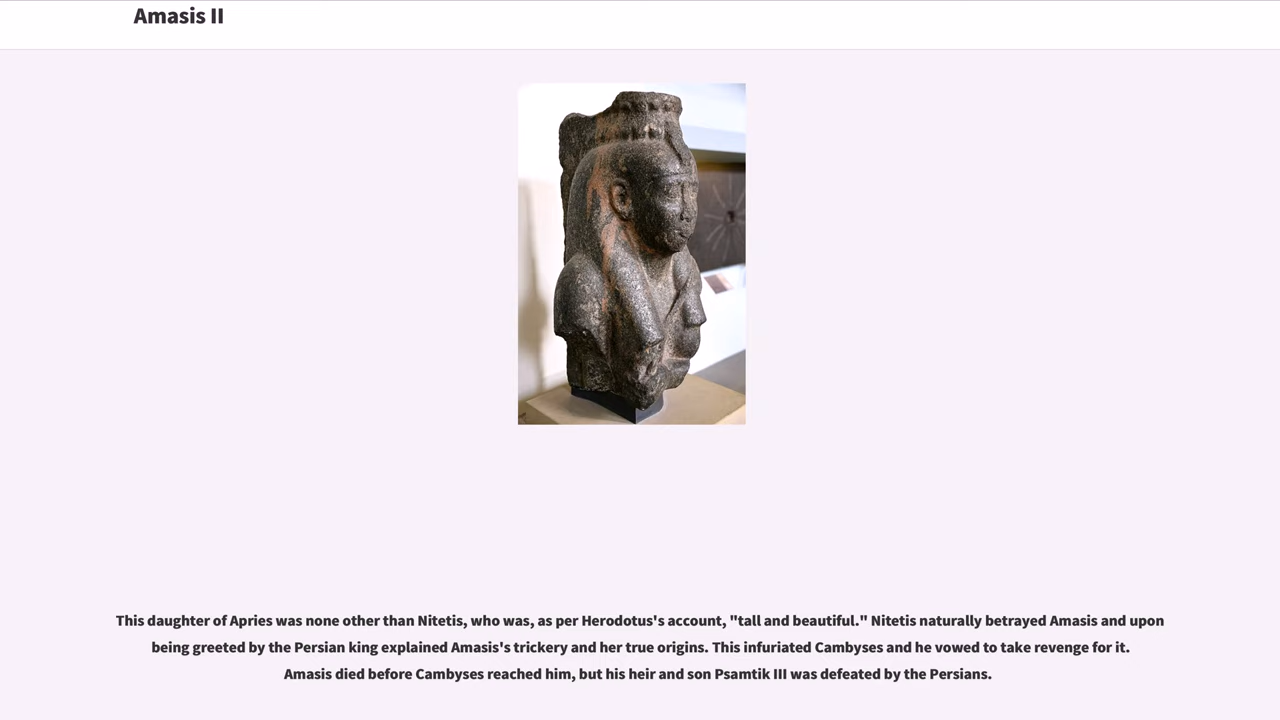 Amasis II
This daughter of Apries was none other than Nitetis, who was, as per Herodotus's account, "tall and beautiful." Nitetis naturally betrayed Amasis and upon
being greeted by the Persian king explained Amasis's trickery and her true origins. This infuriated Cambyses and he vowed to take revenge for it.
Amasis died before Cambyses reached him, but his heir and son Psamtik III was defeated by the Persians.